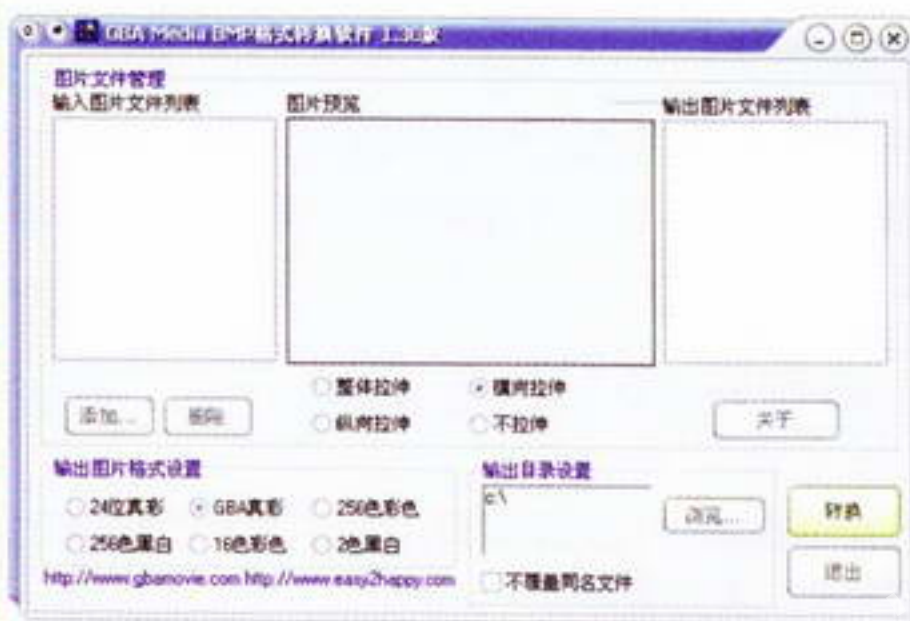 GBA Media BMP格式转换软件 1.30版
图片文件管理
输入图片文件列表
图片预览
输出图片文件列表
整体拉伸
横向拉伸
纵向拉伸
不拉伸
添加...
删除
关于
输出图片格式设置
24位真彩
GBA真彩
256色彩色
256色黑白
16色彩色
2色黑白
输出目录设置
c:\
浏览...
不覆盖同名文件
转换
退出
http://www.gbamovie.com http://www.easy2happy.com